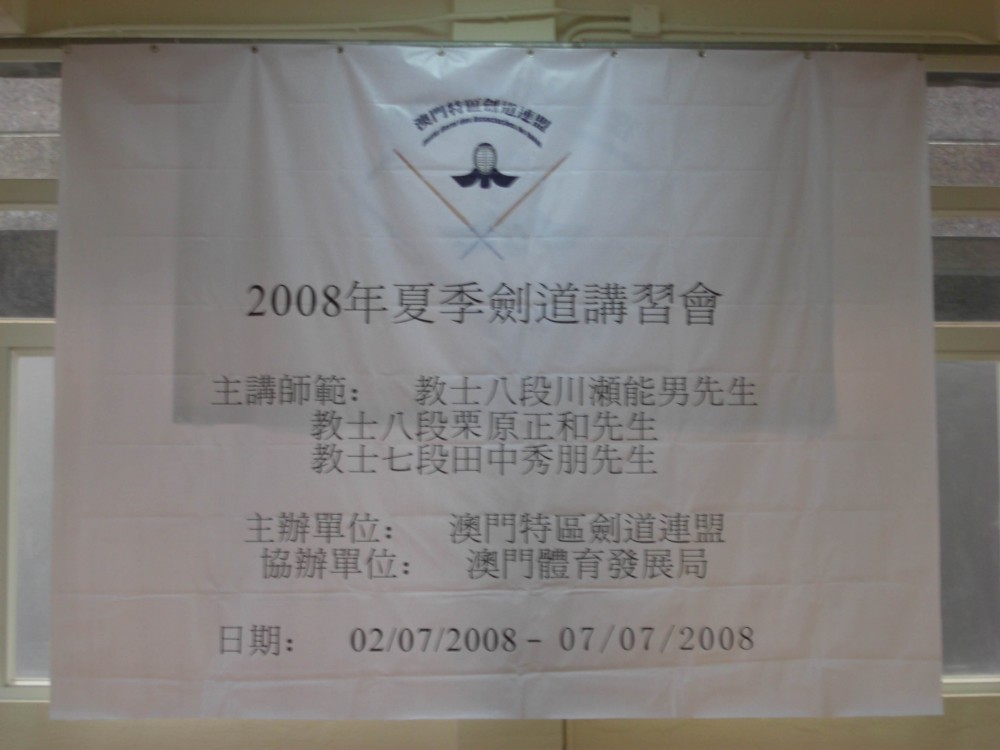 澳門特區劍道連盟
2008年夏季劍道講習會
主講師範： 教士八段川瀨能男先生
教士八段栗原正和先生
教士七段田中秀朋先生
主辦單位： 澳門特區劍道連盟
協辦單位： 澳門體育發展局
日期： 02/07/2008 - 07/07/2008